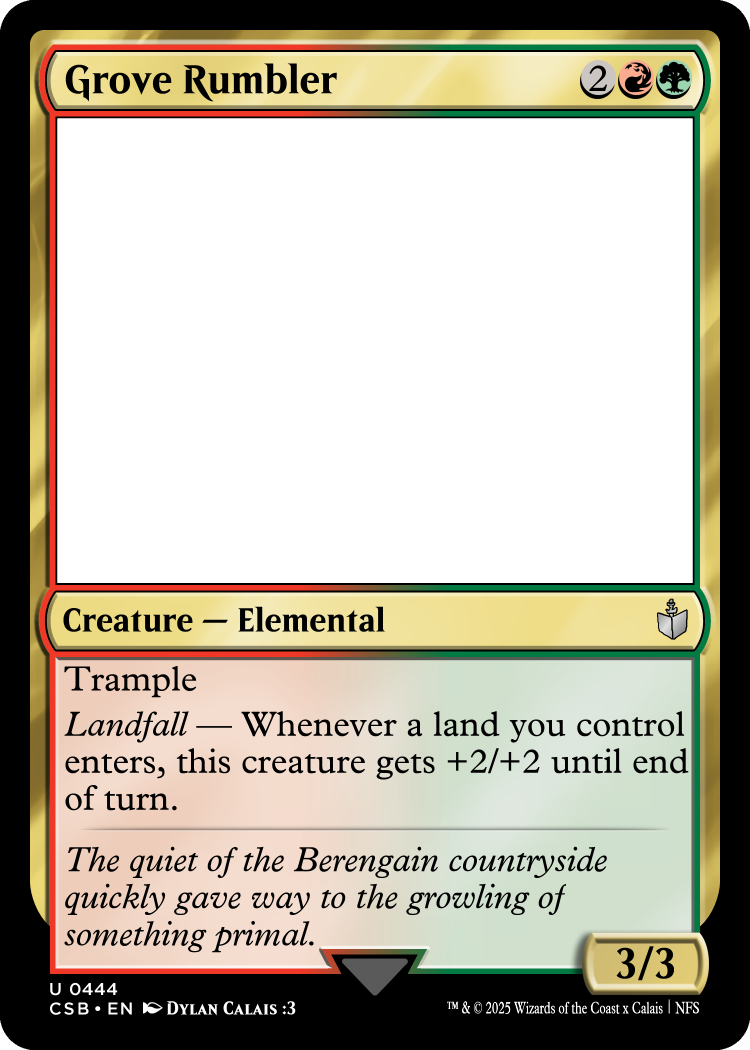 Grove Rumbler 2
Creature — Elemental
Trample
Landfall — Whenever a land you control
enters, this creature gets +2/+2 until end
of turn.
The quiet of the Berengain countryside
quickly gave way to the growling of
something primal.
3/3
U 0444
CSB • EN Dylan Calais :3
™ & © 2025 Wizards of the Coast x Calais | NFS